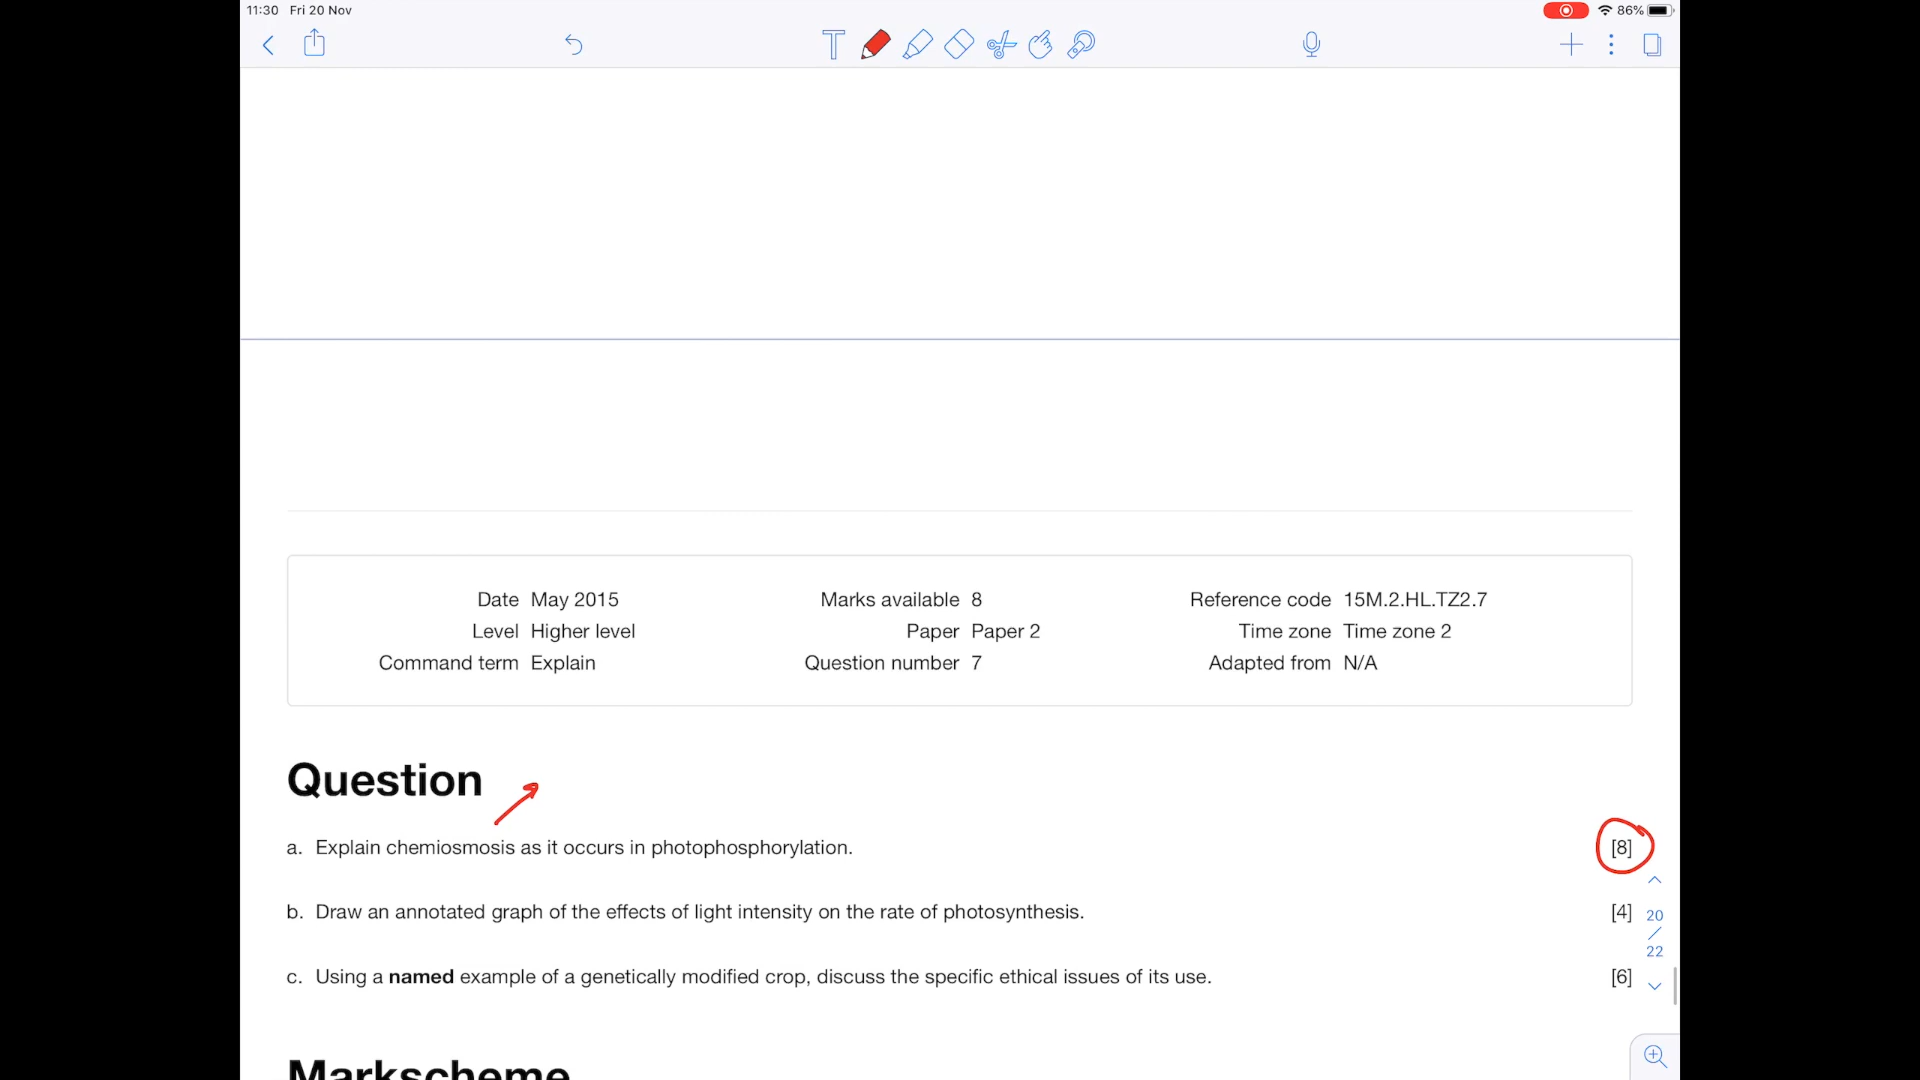 11:30 Fri 20 Nov
86%
Date May 2015 Marks available 8 Reference code 15M.2.HL.TZ2.7
Level Higher level Paper Paper 2 Time zone Time zone 2
Command term Explain Question number 7 Adapted from N/A
Question
a. Explain chemiosmosis as it occurs in photophosphorylation. [8]
b. Draw an annotated graph of the effects of light intensity on the rate of photosynthesis. [4]
20
/
22
c. Using a named example of a genetically modified crop, discuss the specific ethical issues of its use. [6]
Markscheme